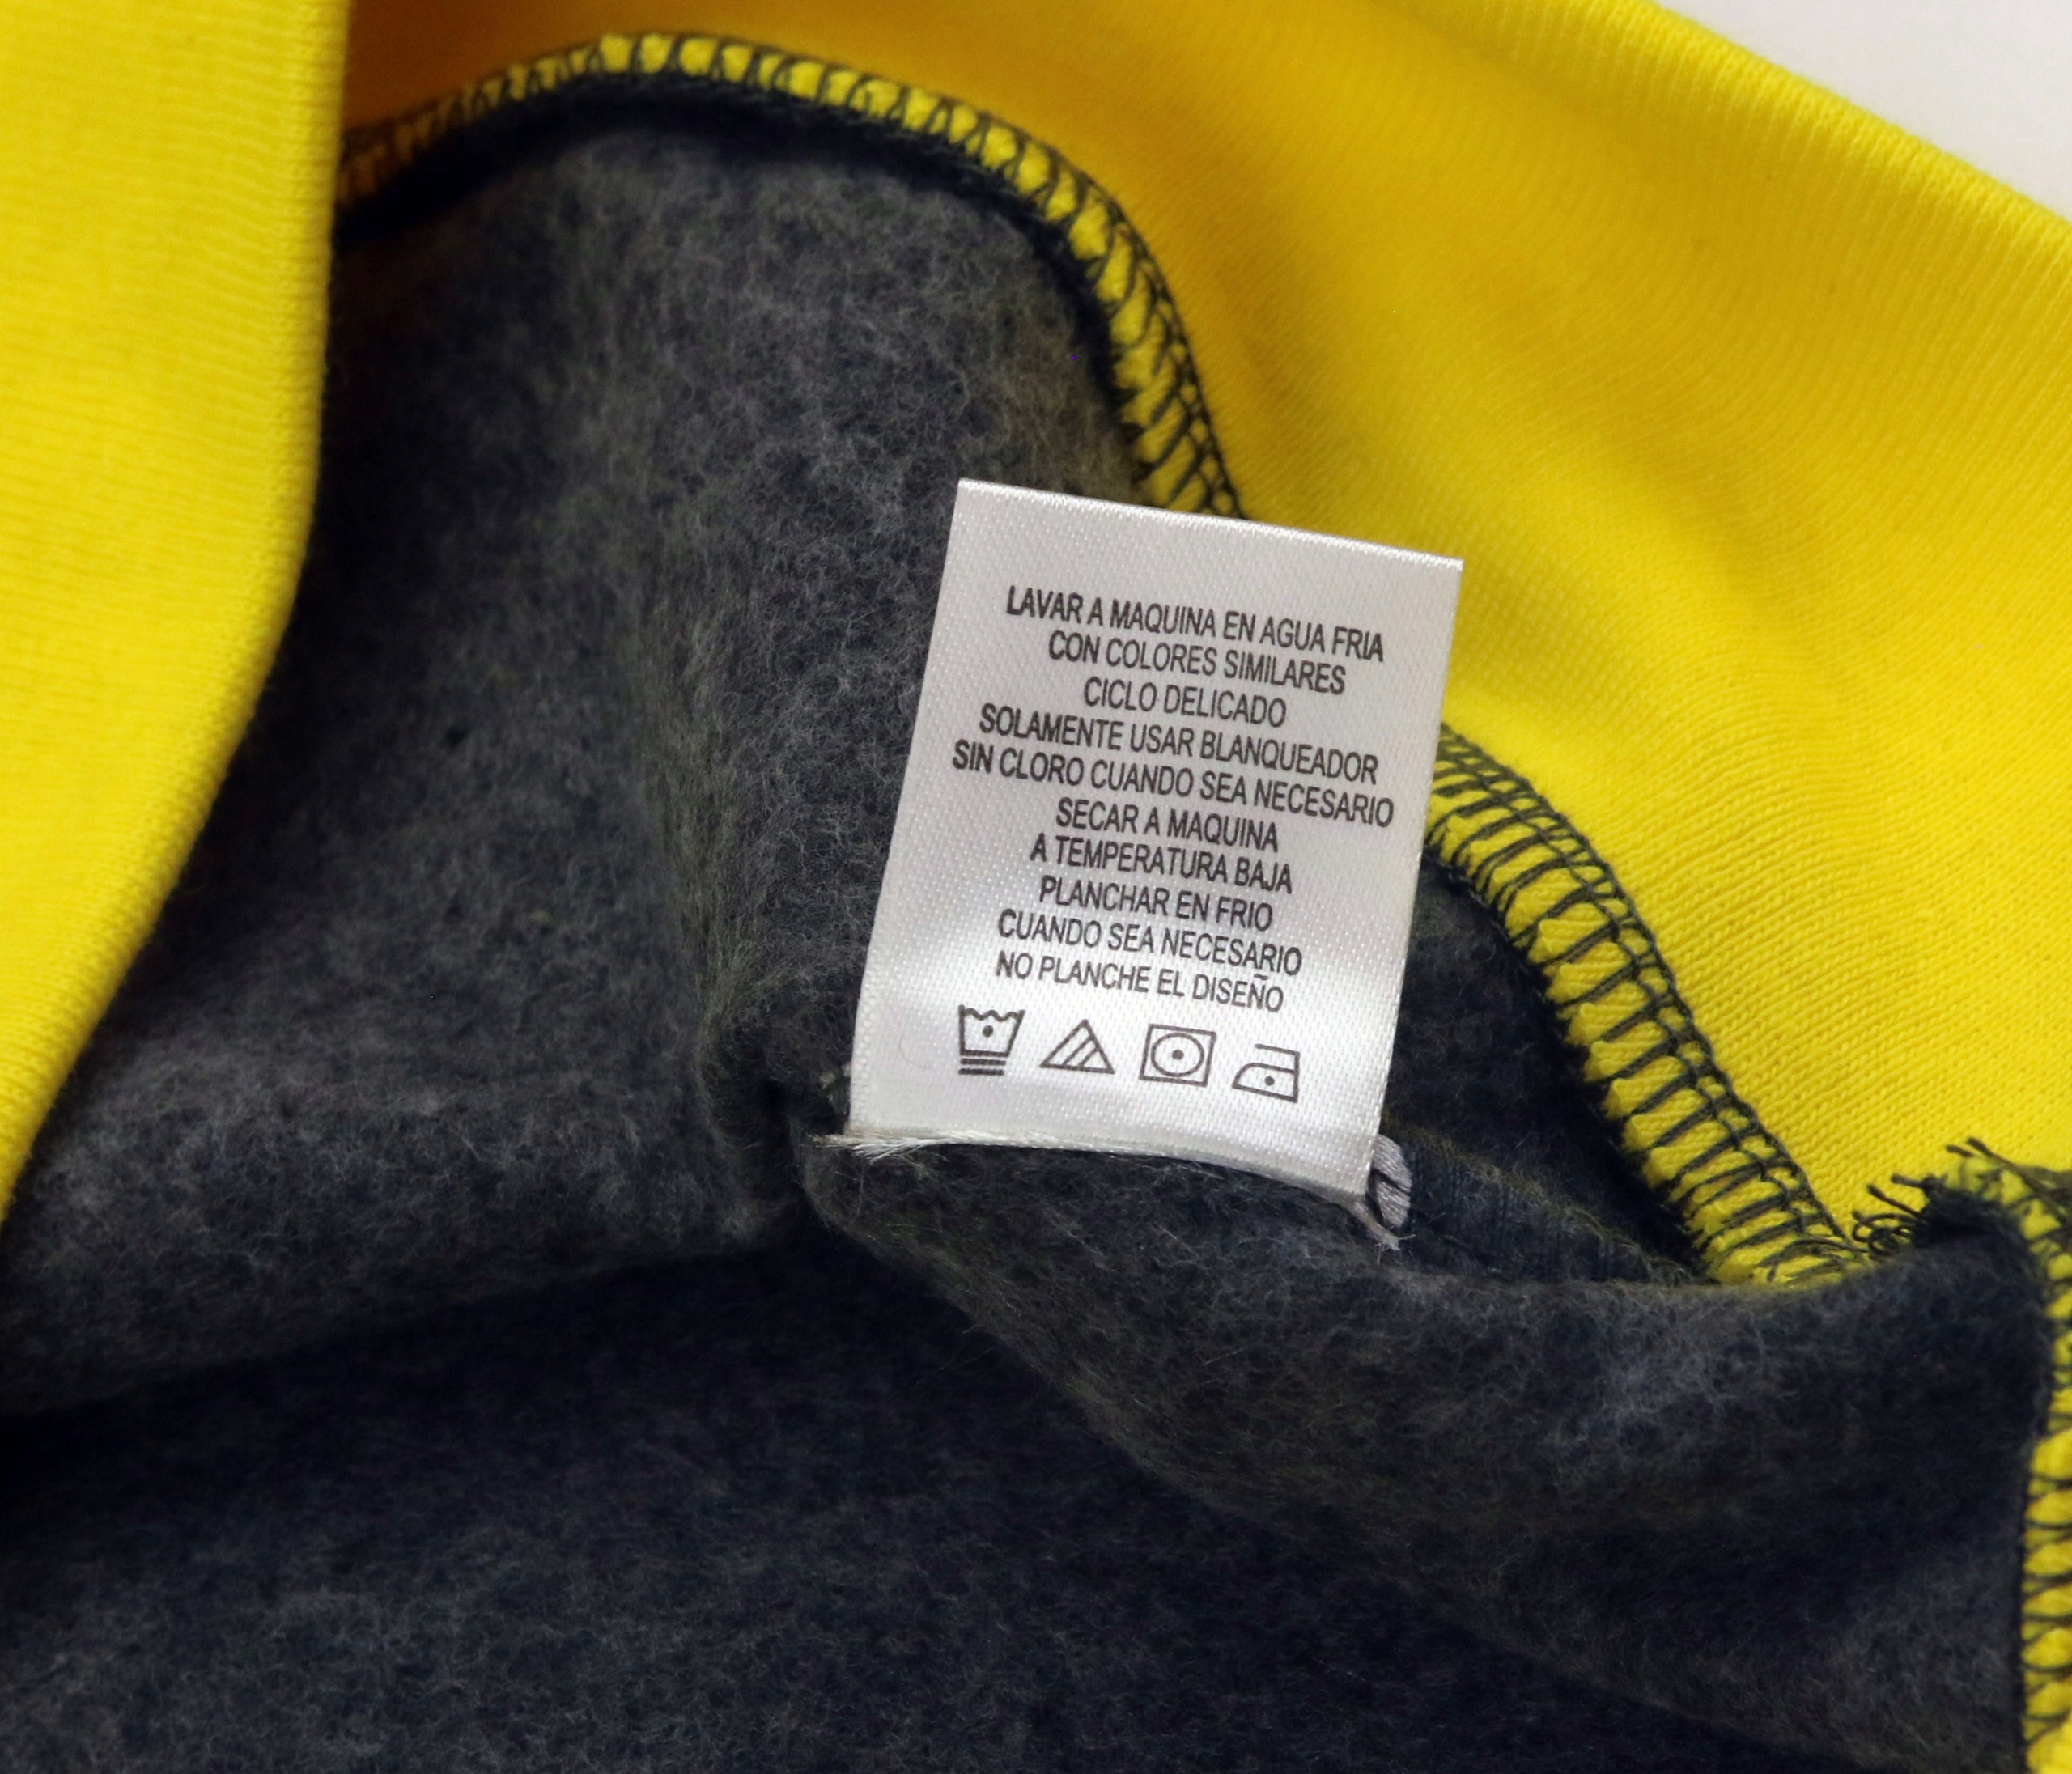 LAVAR A MAQUINA EN AGUA FRIA
CON COLORES SIMILARES
CICLO DELICADO
SOLAMENTE USAR BLANQUEADOR
SIN CLORO CUANDO SEA NECESARIO
SECAR A MAQUINA
A TEMPERATURA BAJA
PLANCHAR EN FRIO
CUANDO SEA NECESARIO
NO PLANCHE EL DISEÑO